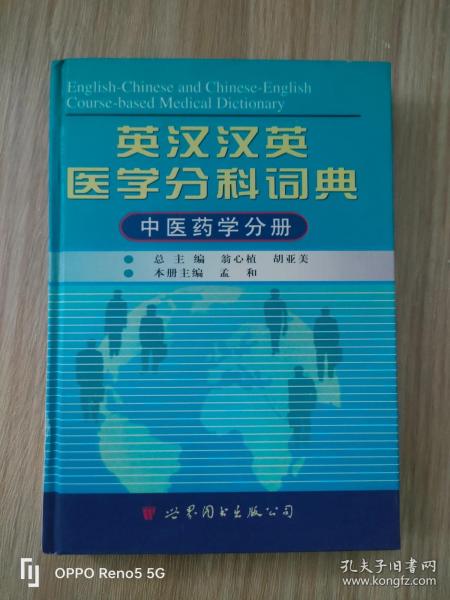 English-Chinese and Chinese-English
Course-based Medical Dictionary
英汉汉英
医学分科词典
中医药学分册
● 总 主 编 翁心植 胡亚美
● 本册主编 孟 和
世界图书出版公司
OPPO Reno5 5G
孔夫子旧书网
www.kongfz.com